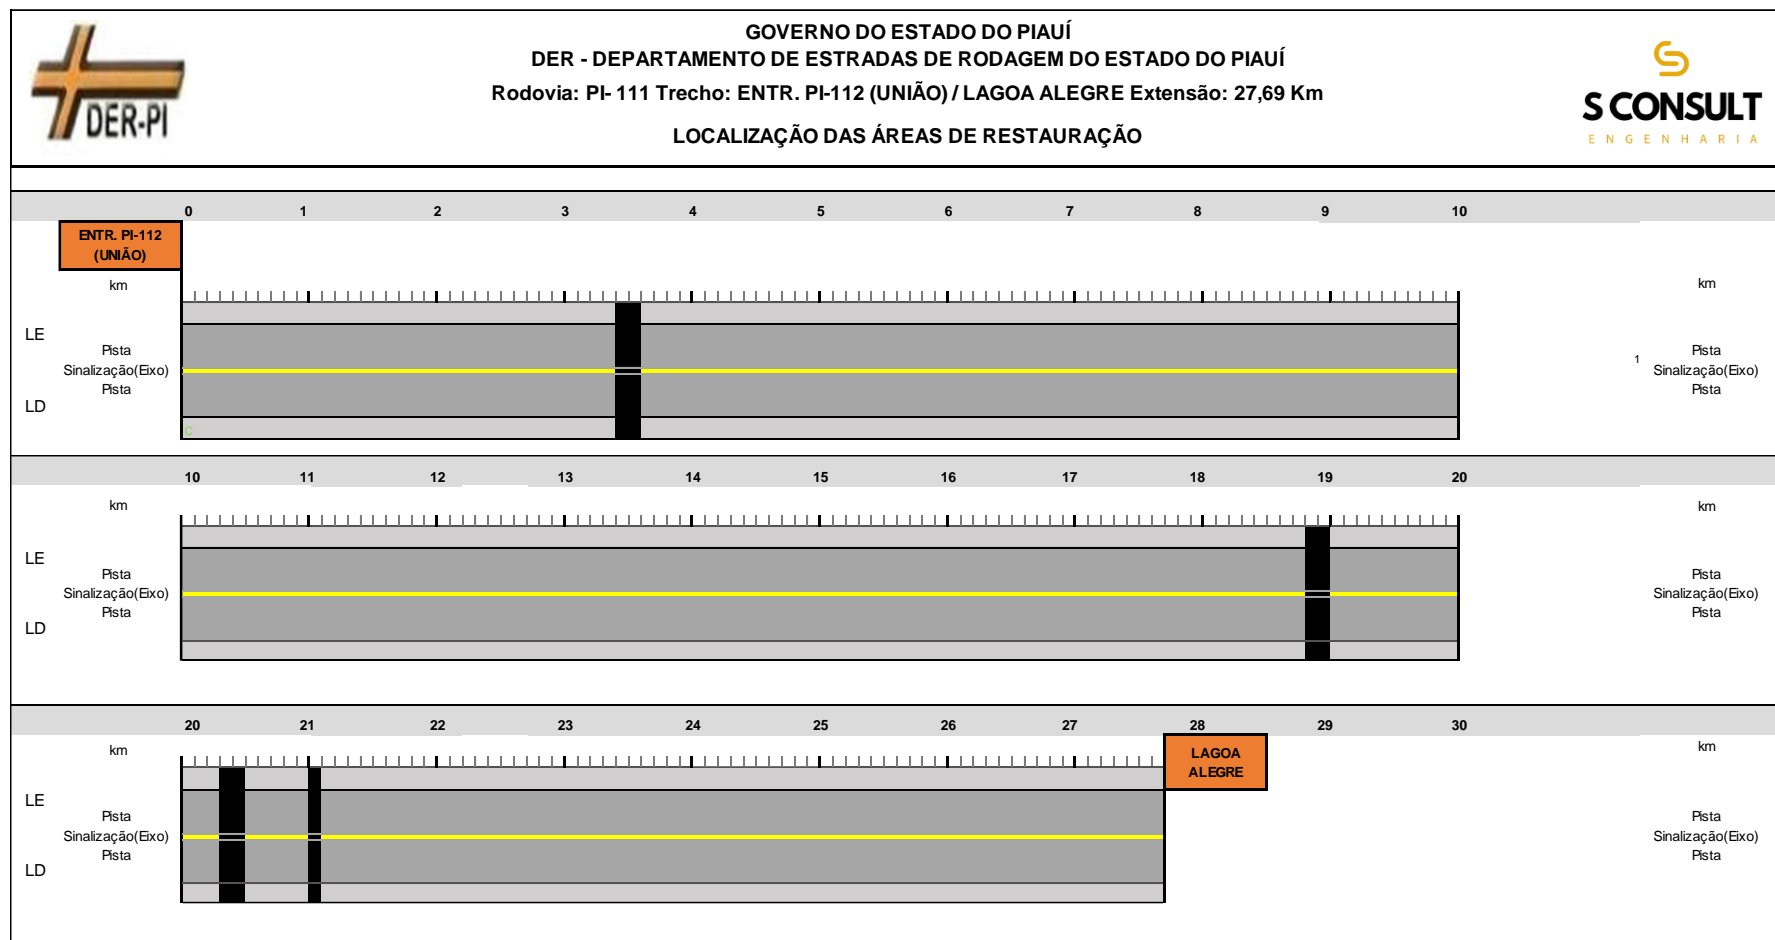 DER-PI
GOVERNO DO ESTADO DO PIAUÍ
DER - DEPARTAMENTO DE ESTRADAS DE RODAGEM DO ESTADO DO PIAUÍ
Rodovia: PI- 111 Trecho: ENTR. PI-112 (UNIÃO) / LAGOA ALEGRE Extensão: 27,69 Km
LOCALIZAÇÃO DAS ÁREAS DE RESTAURAÇÃO
S CONSULT
ENGENHARIA
0 1 2 3 4 5 6 7 8 9 10
ENTR. PI-112
(UNIÃO)
km km
LE
Pista 1 Pista
Sinalização(Eixo) Sinalização(Eixo)
Pista Pista
LD
C
10 11 12 13 14 15 16 17 18 19 20
km km
LE
Pista Pista
Sinalização(Eixo) Sinalização(Eixo)
Pista Pista
LD
20 21 22 23 24 25 26 27 28 29 30
km LAGOA km
ALEGRE
LE
Pista Pista
Sinalização(Eixo) Sinalização(Eixo)
Pista Pista
LD